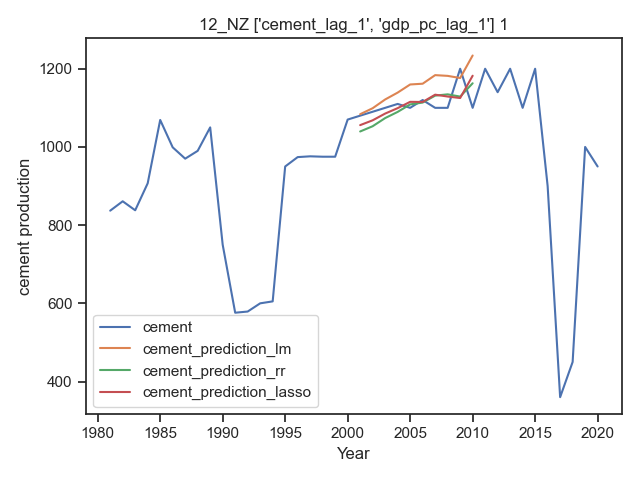 12_NZ ['cement_lag_1', 'gdp_pc_lag_1'] 1
1200
1000
800
600
400
cement production
cement
cement_prediction_lm
cement_prediction_rr
cement_prediction_lasso
1980 1985 1990 1995 2000 2005 2010 2015 2020
Year